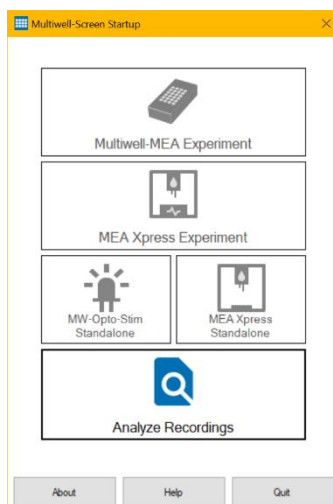 Multiwell-Screen Startup
Multiwell-MEA Experiment
MEA Xpress Experiment
MW-Opto-Stim
Standalone
MEA Xpress
Standalone
Analyze Recordings
About
Help
Quit